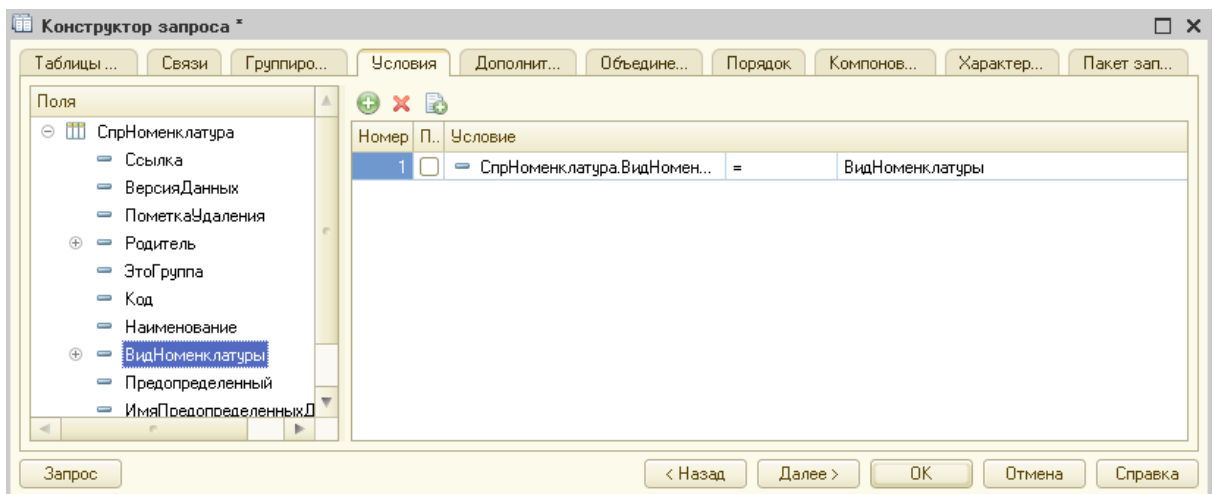 Конструктор запроса *
Таблицы ... Связи Группиро... Условия Дополнит... Объедине... Порядок Компонов... Характер... Пакет зап...
Поля
СпрНоменклатура
Ссылка
ВерсияДанных
ПометкаУдаления
Родитель
ЭтоГруппа
Код
Наименование
ВидНоменклатуры
Предопределенный
ИмяПредопределенныхД
Номер П.. Условие
1 СпрНоменклатура.ВидНомен... = ВидНоменклатуры
Запрос < Назад Далее > OK Отмена Справка